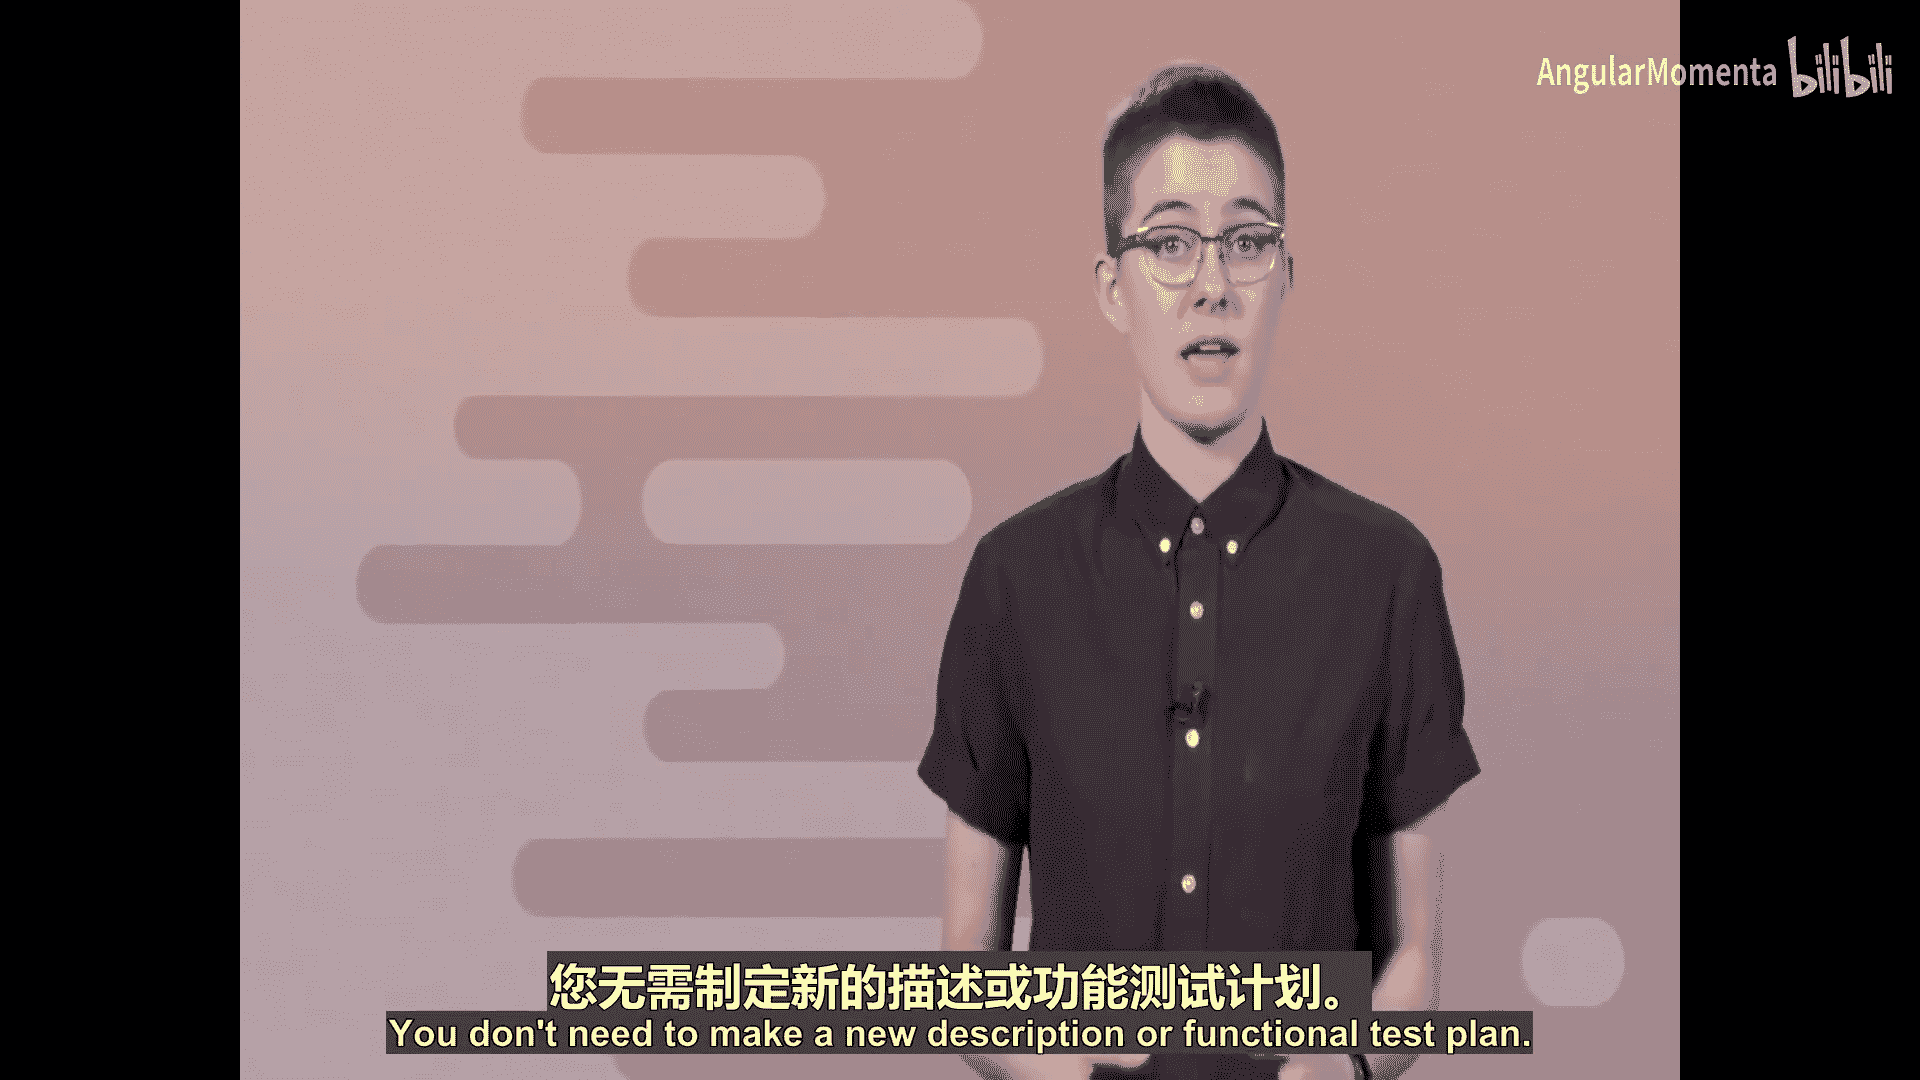 AngularMomenta bilibili
您无需制定新的描述或功能测试计划。
You don't need to make a new description or functional test plan.